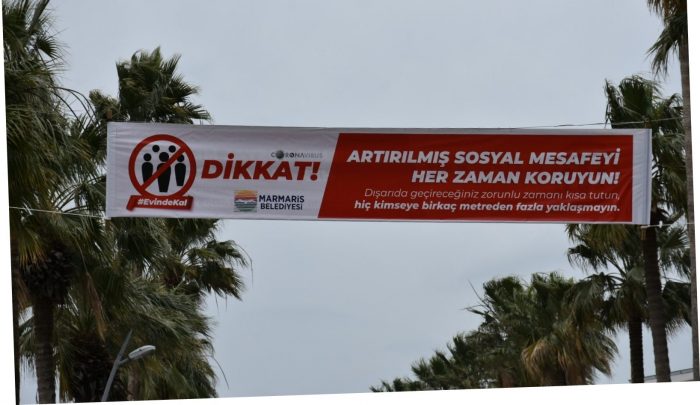 CORONAVIRUS
DİKKAT!
#EvindeKal
MARMARİS
BELEDİYESİ
ARTIRILMIŞ SOSYAL MESAFEYİ
HER ZAMAN KORUYUN!
Dışarıda geçireceğiniz zorunlu zamanı kısa tutun,
hiç kimseye birkaç metreden fazla yaklaşmayın.